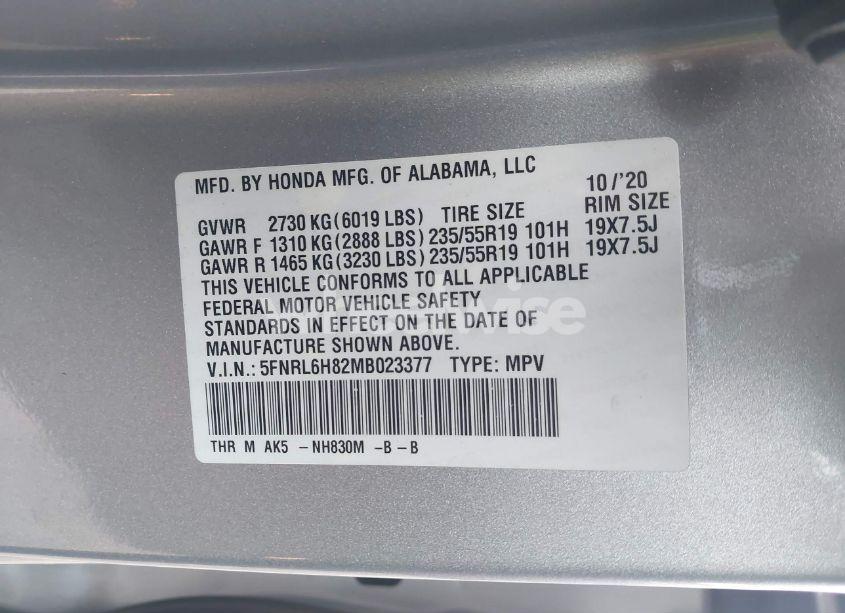 MFD. BY HONDA MFG. OF ALABAMA, LLC 10/'20
GVWR 2730 KG(6019 LBS) TIRE SIZE RIM SIZE
GAWR F 1310 KG(2888 LBS) 235/55R19 101H 19X7.5J
GAWR R 1465 KG(3230 LBS) 235/55R19 101H 19X7.5J
THIS VEHICLE CONFORMS TO ALL APPLICABLE
FEDERAL MOTOR VEHICLE SAFETY
STANDARDS IN EFFECT ON THE DATE OF
MANUFACTURE SHOWN ABOVE.
V.I.N.: 5FNRL6H82MB023377 TYPE: MPV
THR M AK5 -NH830M -B-B